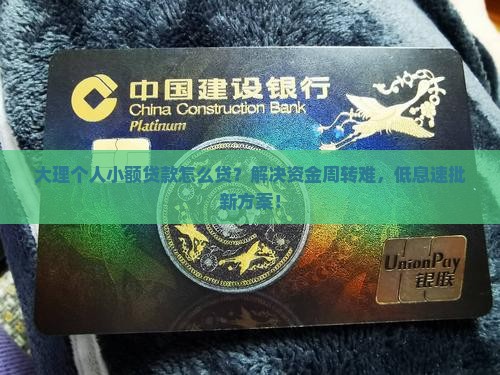 中国建设银行
China Construction Bank
Platinum
大理个人小额贷款怎么贷？解决资金周转难，低息速批
新方案！
UnionPay
银联